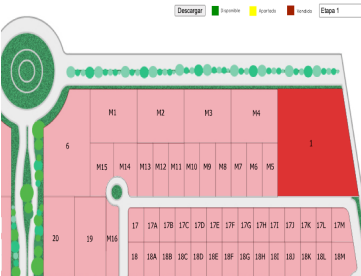 Descargar Disponible Apartado Vendido Etapa 1
M1 M2 M3 M4
6 1
M15 M14 M13 M12 M11 M10 M9 M8 M7 M6 M5
20 19 M16
17 17A 17B 17C 17D 17E 17F 17G 17H 17I 17J 17K 17L 17M
18 18A 18B 18C 18D 18E 18F 18G 18H 18I 18J 18K 18L 18M